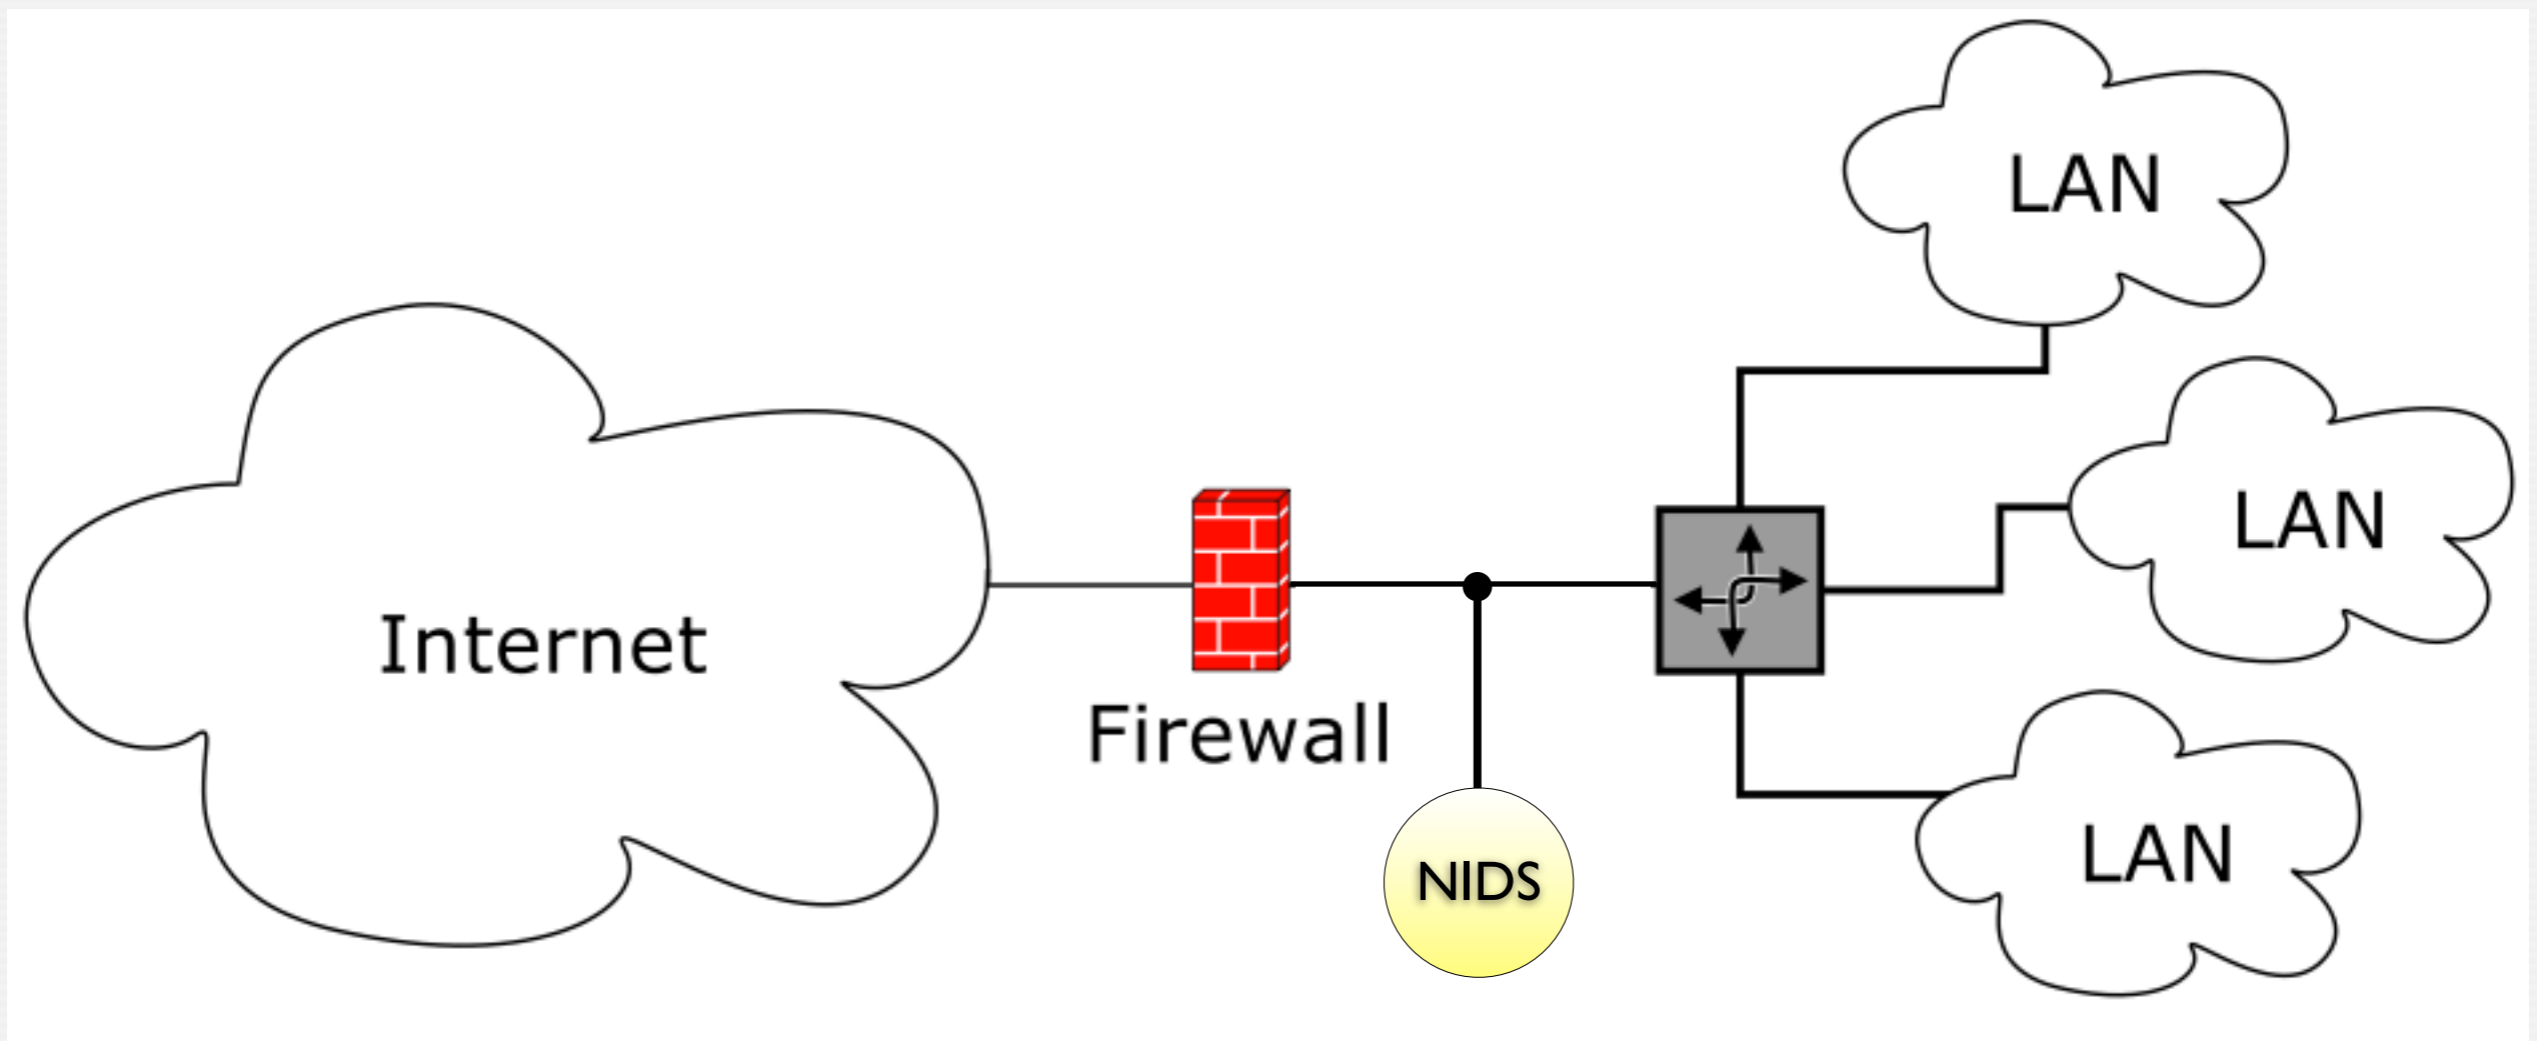 LAN
LAN
Internet
Firewall
NIDS
LAN